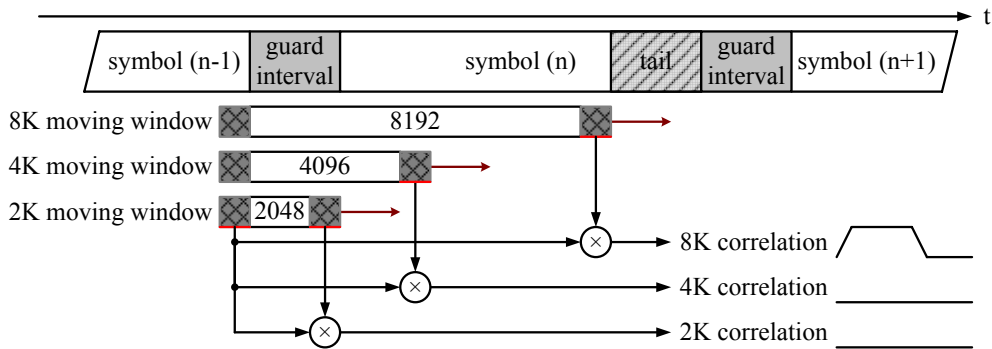 t
symbol (n-1)
guard
interval
symbol (n)
tail
guard
interval
symbol (n+1)
8K moving window
8192
4K moving window
4096
2K moving window
2048
×
8K correlation
×
4K correlation
×
2K correlation